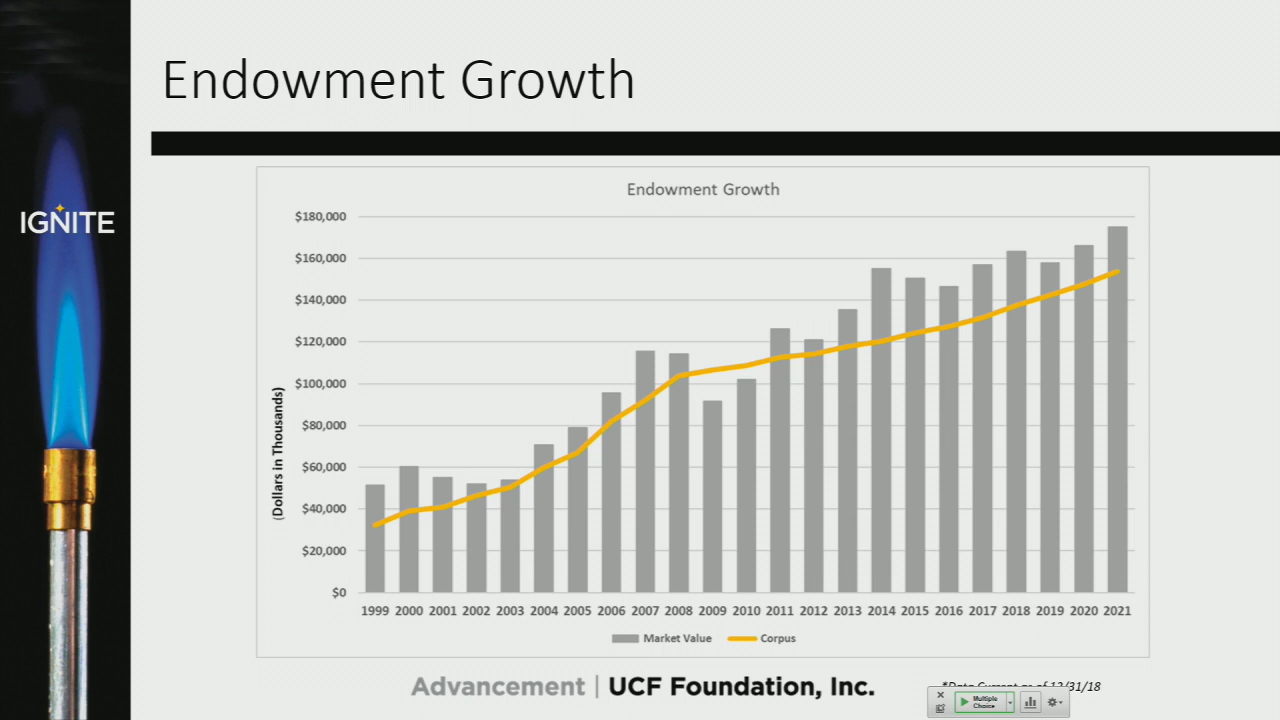 Endowment Growth
IGNITE
Endowment Growth
$180,000
$160,000
$140,000
$120,000
$100,000
$80,000
$60,000
$40,000
$20,000
$0
(Dollars in Thousands)
1999 2000 2001 2002 2003 2004 2005 2006 2007 2008 2009 2010 2011 2012 2013 2014 2015 2016 2017 2018 2019 2020 2021
Market Value Corpus
Advancement | UCF Foundation, Inc.
*Data Current as of 12/31/18
Multiple
Choice